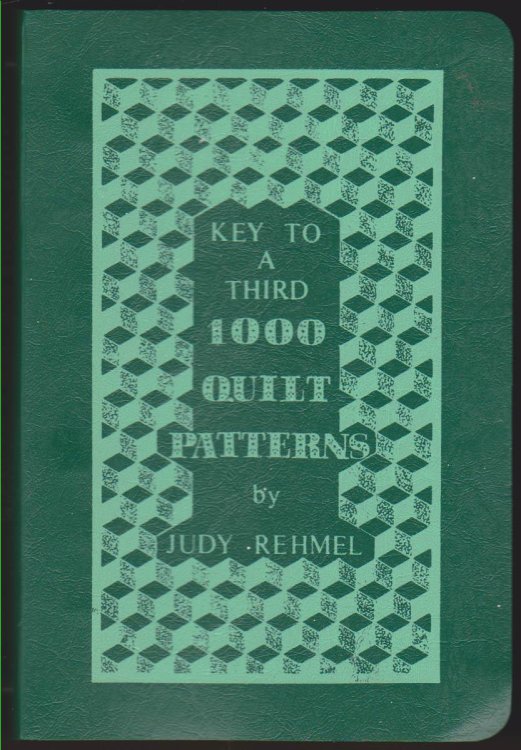 KEY TO
A
THIRD
1000
QUILT
PATTERNS
by
JUDY REHMEL